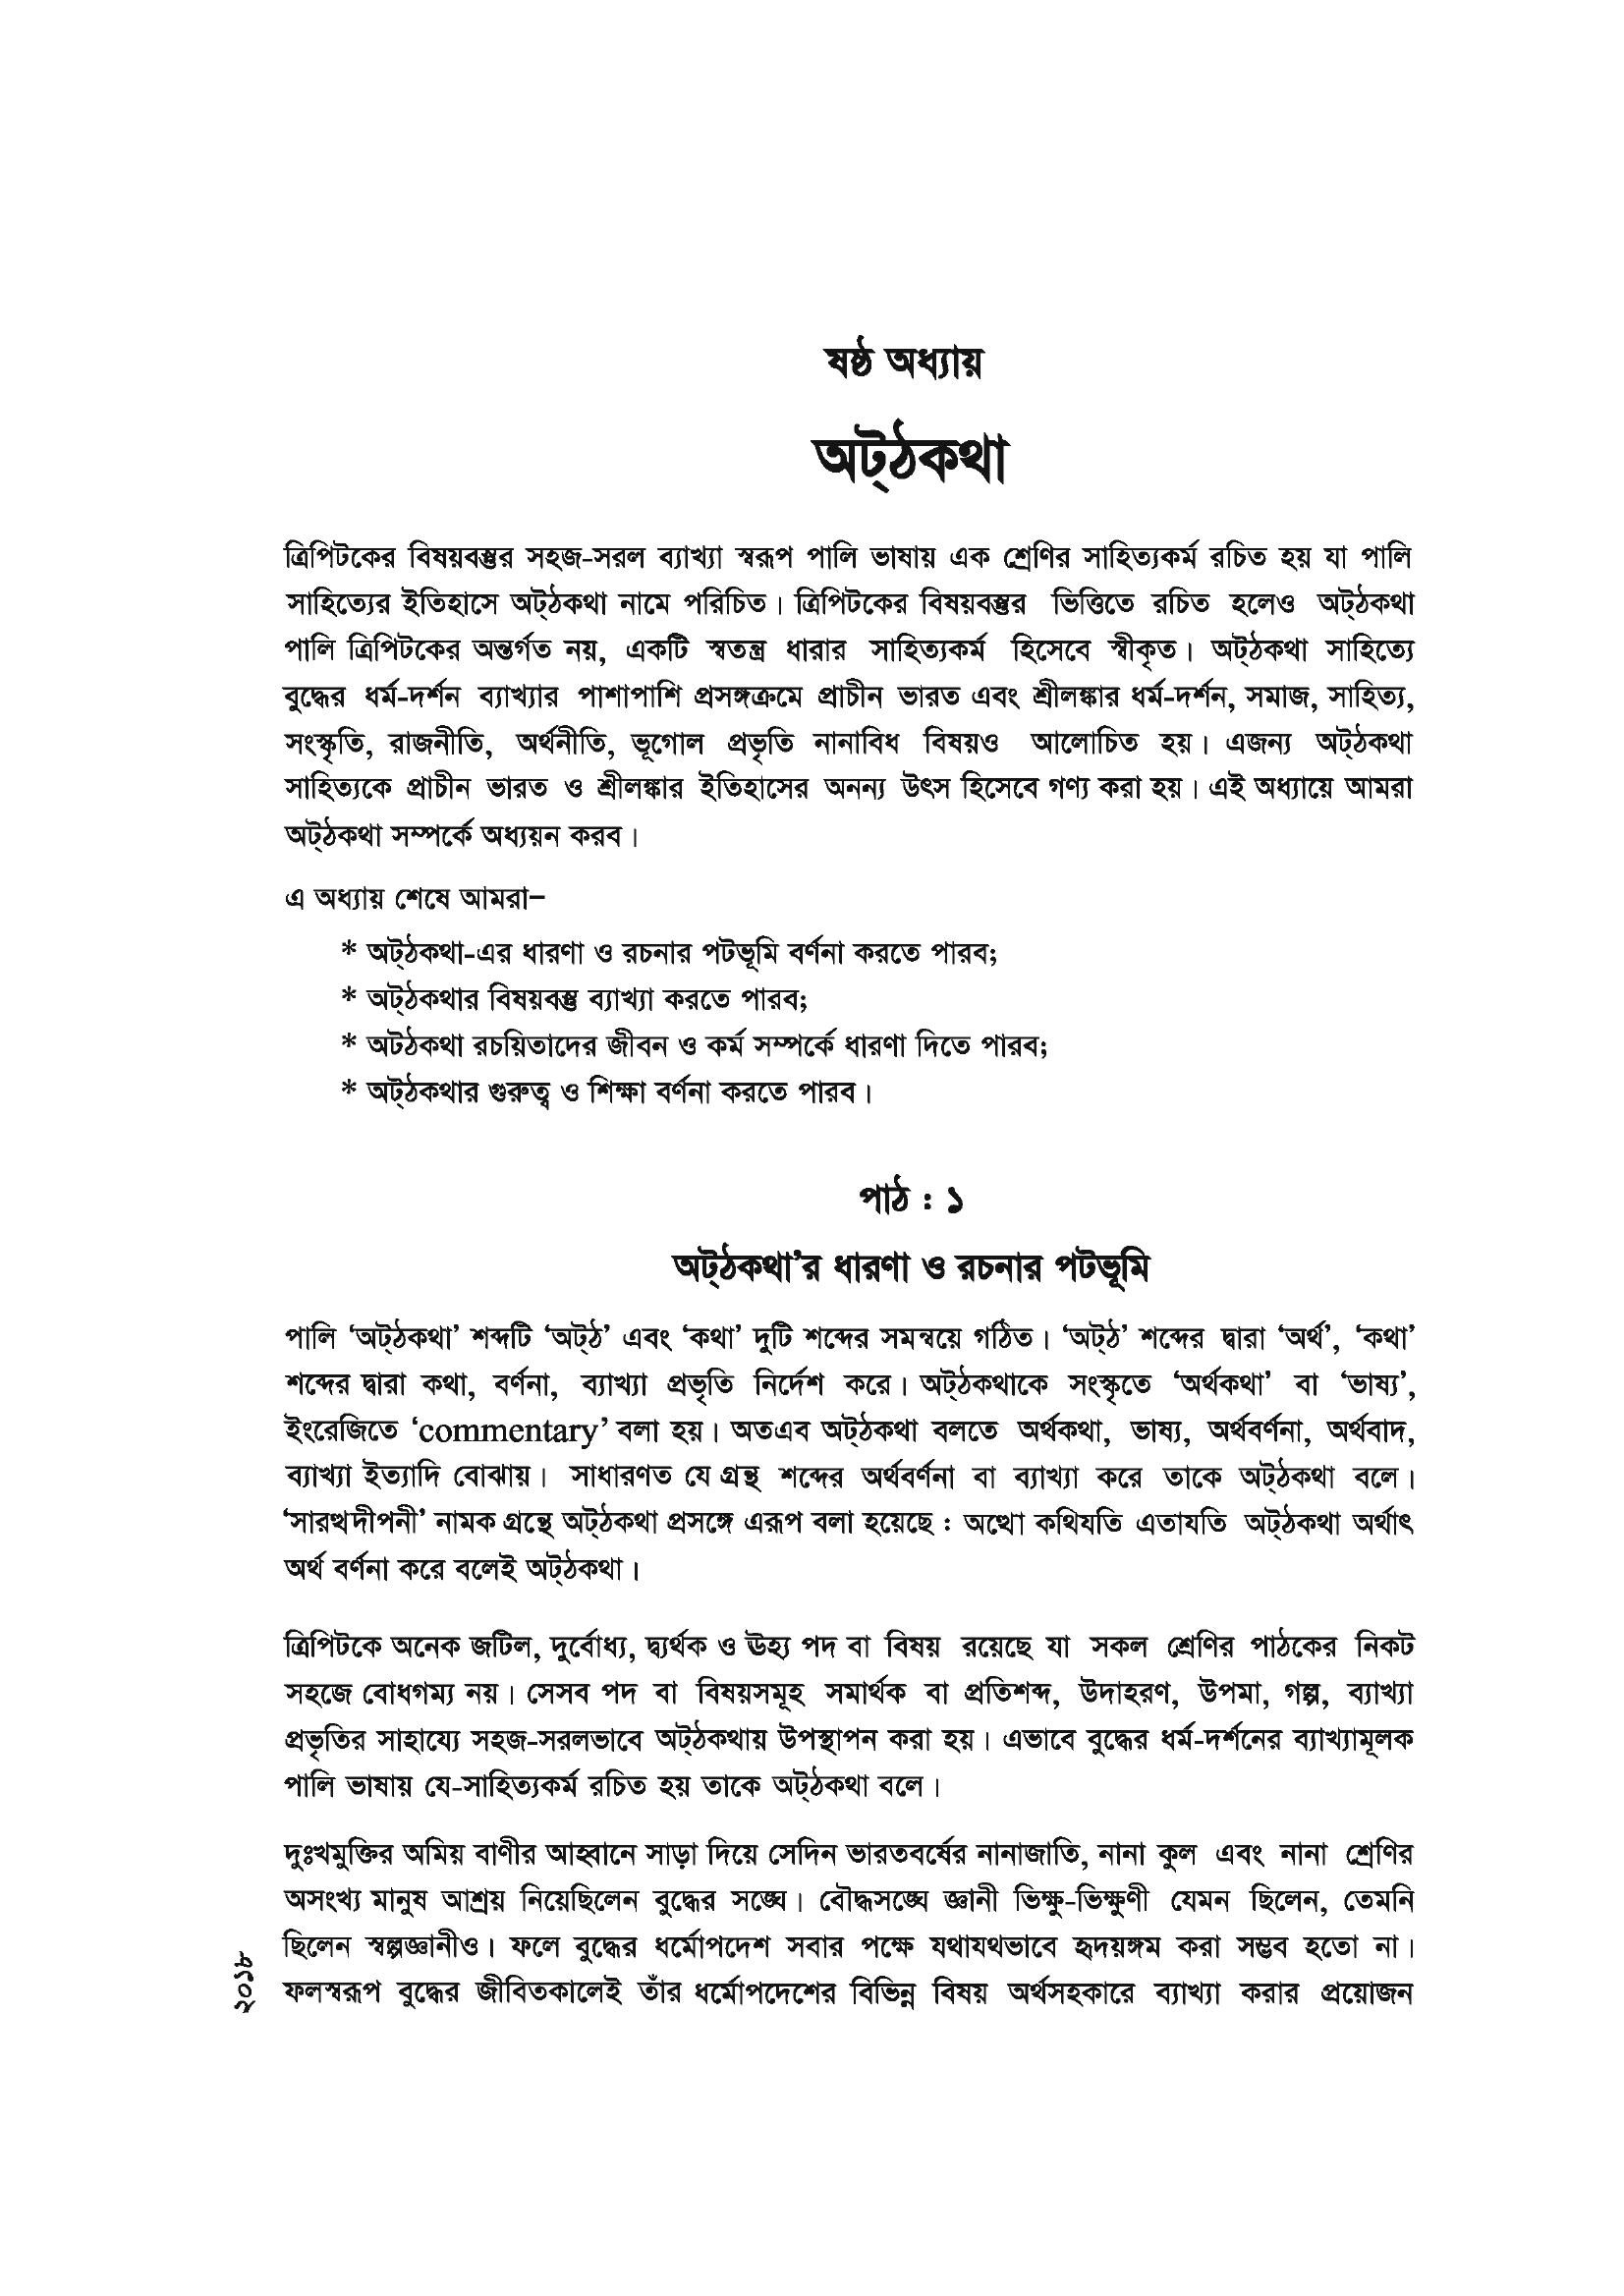 ষষ্ঠ অধ্যায়
অট্‌ঠকথা
ত্রিপিটকের বিষয়বস্তুর সহজ-সরল ব্যাখ্যা স্বরূপ পালি ভাষায় এক শ্রেণির সাহিত্যকর্ম রচিত হয় যা পালি
সাহিত্যের ইতিহাসে অট্‌ঠকথা নামে পরিচিত। ত্রিপিটকের বিষয়বস্তুর ভিত্তিতে রচিত হলেও অট্‌ঠকথা
পালি ত্রিপিটকের অন্তর্গত নয়, একটি স্বতন্ত্র ধারার সাহিত্যকর্ম হিসেবে স্বীকৃত। অট্‌ঠকথা সাহিত্যে
বুদ্ধের ধর্ম-দর্শন ব্যাখ্যার পাশাপাশি প্রসঙ্গক্রমে প্রাচীন ভারত এবং শ্রীলঙ্কার ধর্ম-দর্শন, সমাজ, সাহিত্য,
সংস্কৃতি, রাজনীতি, অর্থনীতি, ভূগোল প্রভৃতি নানাবিধ বিষয়ও আলোচিত হয়। এজন্য অট্‌ঠকথা
সাহিত্যকে প্রাচীন ভারত ও শ্রীলঙ্কার ইতিহাসের অনন্য উৎস হিসেবে গণ্য করা হয়। এই অধ্যায়ে আমরা
অট্‌ঠকথা সম্পর্কে অধ্যয়ন করব।
এ অধ্যায় শেষে আমরা–
* অট্‌ঠকথা-এর ধারণা ও রচনার পটভূমি বর্ণনা করতে পারব;
* অট্‌ঠকথার বিষয়বস্তু ব্যাখ্যা করতে পারব;
* অটঠকথা রচয়িতাদের জীবন ও কর্ম সম্পর্কে ধারণা দিতে পারব;
* অট্‌ঠকথার গুরুত্ব ও শিক্ষা বর্ণনা করতে পারব।
পাঠ : ১
অট্‌ঠকথা’র ধারণা ও রচনার পটভূমি
পালি ‘অট্‌ঠকথা’ শব্দটি ‘অট্‌ঠ’ এবং ‘কথা’ দুটি শব্দের সমন্বয়ে গঠিত। ‘অট্‌ঠ’ শব্দের দ্বারা ‘অর্থ’, ‘কথা’
শব্দের দ্বারা কথা, বর্ণনা, ব্যাখ্যা প্রভৃতি নির্দেশ করে। অট্‌ঠকথাকে সংস্কৃতে ‘অর্থকথা’ বা ‘ভাষ্য’,
ইংরেজিতে ‘commentary’ বলা হয়। অতএব অট্‌ঠকথা বলতে অর্থকথা, ভাষ্য, অর্থবর্ণনা, অর্থবাদ,
ব্যাখ্যা ইত্যাদি বোঝায়। সাধারণত যে গ্রন্থ শব্দের অর্থবর্ণনা বা ব্যাখ্যা করে তাকে অট্‌ঠকথা বলে।
‘সারত্থদীপনী’ নামক গ্রন্থে অট্‌ঠকথা প্রসঙ্গে এরূপ বলা হয়েছে : অত্থো কথিযতি এতাযতি অট্‌ঠকথা অর্থাৎ
অর্থ বর্ণনা করে বলেই অট্‌ঠকথা।
ত্রিপিটকে অনেক জটিল, দুর্বোধ্য, দ্ব্যর্থক ও ঊহ্য পদ বা বিষয় রয়েছে যা সকল শ্রেণির পাঠকের নিকট
সহজে বোধগম্য নয়। সেসব পদ বা বিষয়সমূহ সমার্থক বা প্রতিশব্দ, উদাহরণ, উপমা, গল্প, ব্যাখ্যা
প্রভৃতির সাহায্যে সহজ-সরলভাবে অট্‌ঠকথায় উপস্থাপন করা হয়। এভাবে বুদ্ধের ধর্ম-দর্শনের ব্যাখ্যামূলক
পালি ভাষায় যে-সাহিত্যকর্ম রচিত হয় তাকে অট্‌ঠকথা বলে।
দুঃখমুক্তির অমিয় বাণীর আহ্বানে সাড়া দিয়ে সেদিন ভারতবর্ষের নানাজাতি, নানা কুল এবং নানা শ্রেণির
অসংখ্য মানুষ আশ্রয় নিয়েছিলেন বুদ্ধের সঙ্ঘে। বৌদ্ধসঙ্ঘে জ্ঞানী ভিক্ষু-ভিক্ষুণী যেমন ছিলেন, তেমনি
ছিলেন স্বল্পজ্ঞানীও। ফলে বুদ্ধের ধর্মোপদেশ সবার পক্ষে যথাযথভাবে হৃদয়ঙ্গম করা সম্ভব হতো না।
ফলস্বরূপ বুদ্ধের জীবিতকালেই তাঁর ধর্মোপদেশের বিভিন্ন বিষয় অর্থসহকারে ব্যাখ্যা করার প্রয়োজন
২০১৮